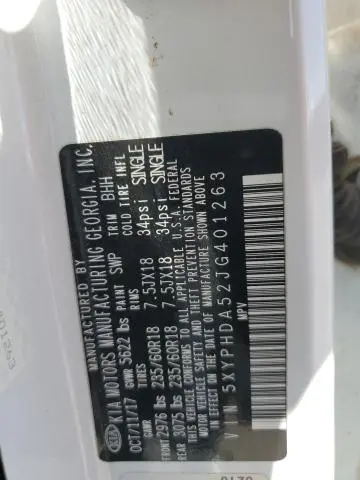 MANUFACTURED BY
KIA MOTORS MANUFACTURING GEORGIA, INC.
OCT/11/17 GVWR 5622 lbs PAINT SWP TRIM BHH
GAWR COLD TIRE INFL
FRONT 2976 lbs 235/60R18 7.5JX18 34psi SINGLE
REAR 3075 lbs 235/60R18 7.5JX18 34psi SINGLE
THIS VEHICLE CONFORMS TO ALL APPLICABLE U.S.A. FEDERAL
MOTOR VEHICLE SAFETY, BUMPER, AND THEFT PREVENTION
STANDARDS IN EFFECT ON THE DATE OF MANUFACTURE SHOWN ABOVE
VIN 5XYPHDA52JG401263
MPV
KIA
401263